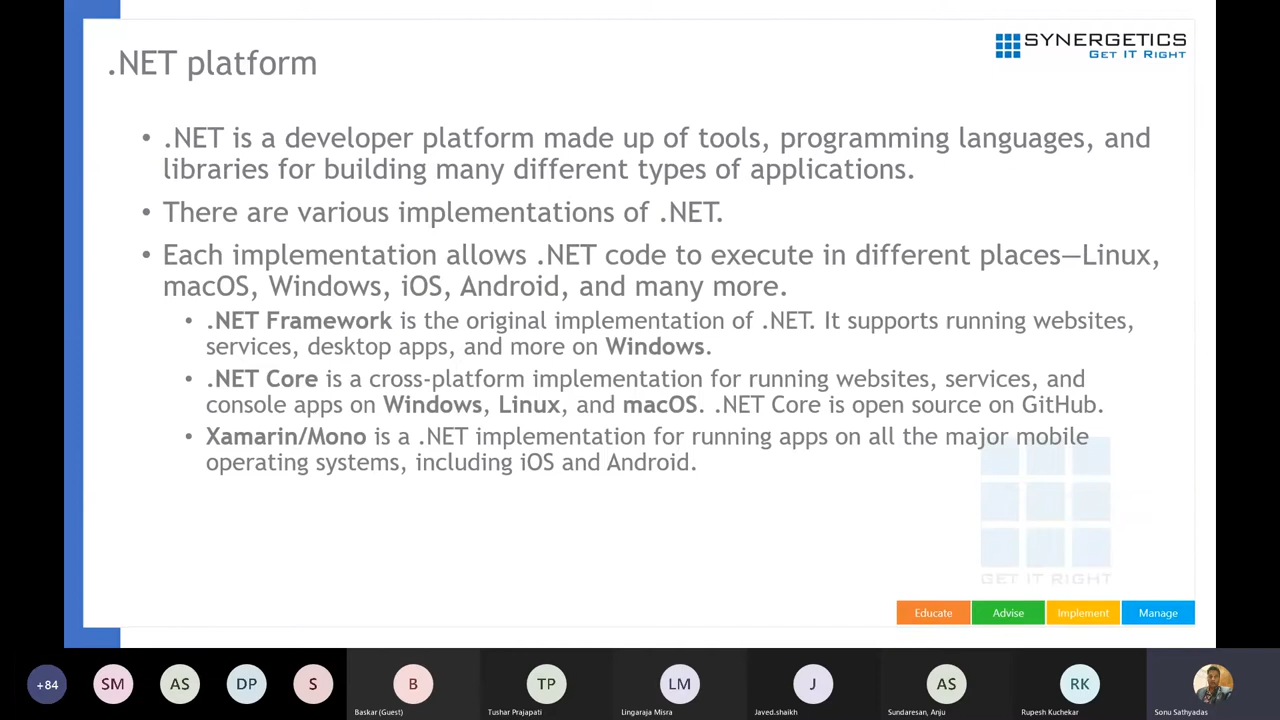 SYNERGETICS
GET IT RIGHT
.NET platform
• .NET is a developer platform made up of tools, programming languages, and
libraries for building many different types of applications.
• There are various implementations of .NET.
• Each implementation allows .NET code to execute in different places—Linux,
macOS, Windows, iOS, Android, and many more.
• .NET Framework is the original implementation of .NET. It supports running websites,
services, desktop apps, and more on Windows.
• .NET Core is a cross-platform implementation for running websites, services, and
console apps on Windows, Linux, and macOS. .NET Core is open source on GitHub.
• Xamarin/Mono is a .NET implementation for running apps on all the major mobile
operating systems, including iOS and Android.
GET IT RIGHT
Educate Advise Implement Manage
+84 SM AS DP S B TP LM J AS RK
Baskar (Guest) Tushar Prajapati Lingaraja Misra Javed.shaikh Sundaresan, Anju Rupesh Kuchekar Sonu Sathyadas